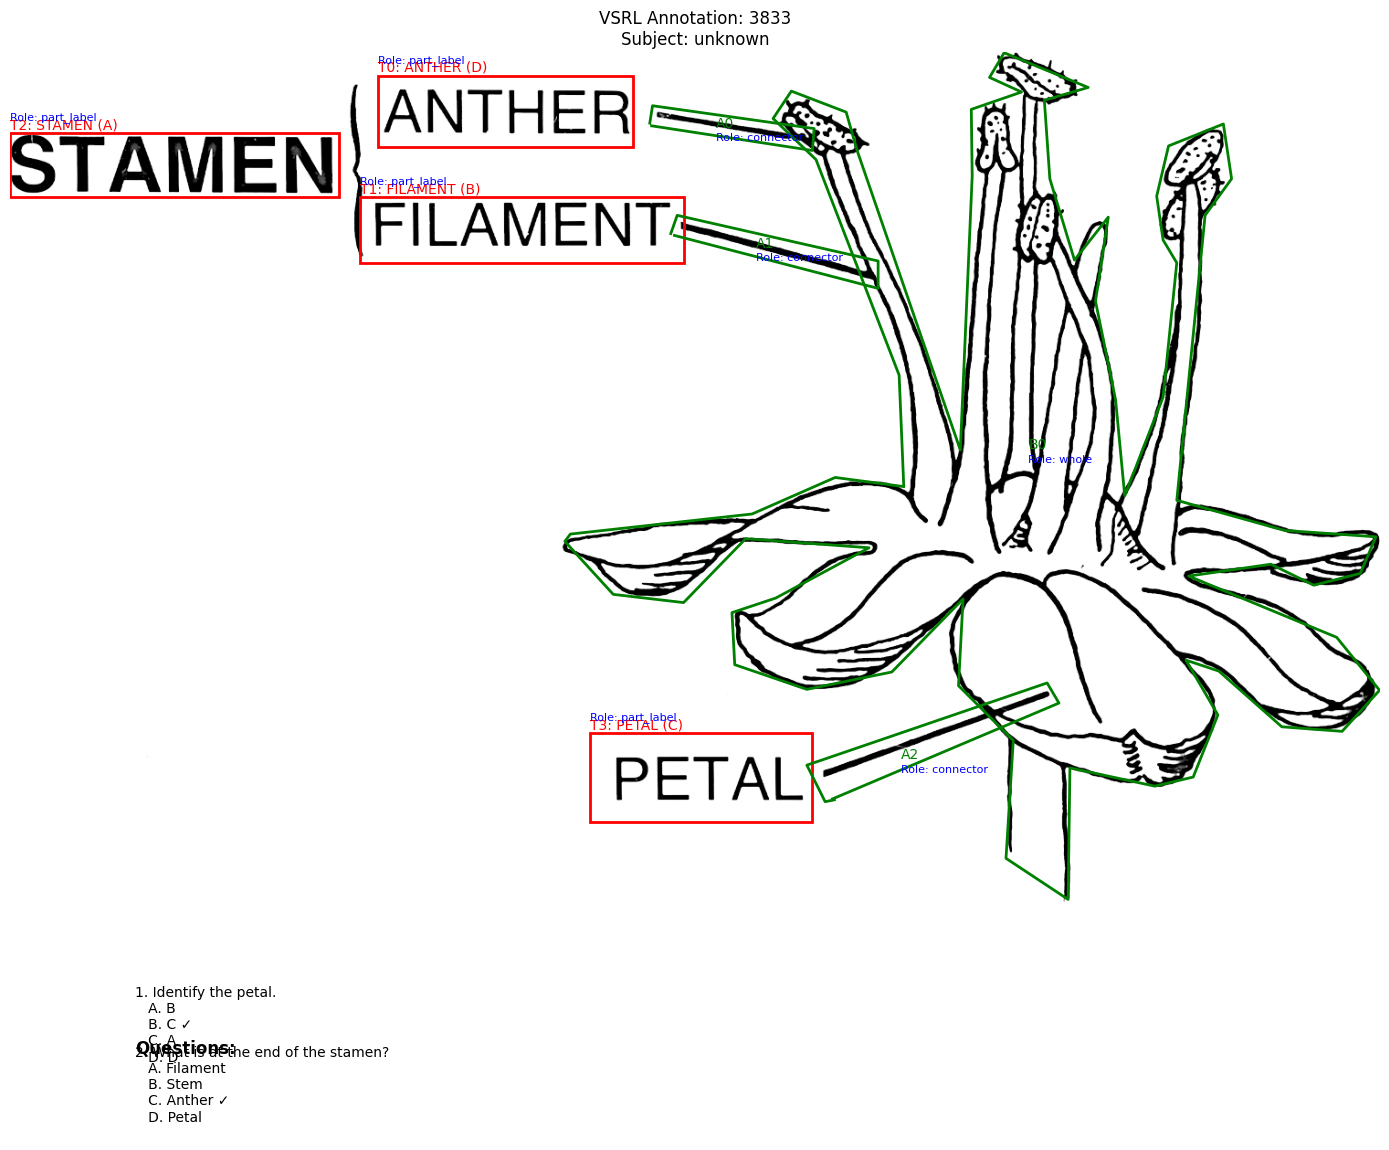 VSRL Annotation: 3833
Subject: unknown
Role: part_label
T0: ANTHER (D)
ANTHER
Role: part_label
T2: STAMEN (A)
STAMEN
A0
Role: connector
Role: part_label
T1: FILAMENT (B)
FILAMENT
A1
Role: connector
B0
Role: whole
Role: part_label
T3: PETAL (C)
PETAL
A2
Role: connector
1. Identify the petal.
A. B
B. C ✓
C. A
D. D
Questions:
2. What is at the end of the stamen?
A. Filament
B. Stem
C. Anther ✓
D. Petal